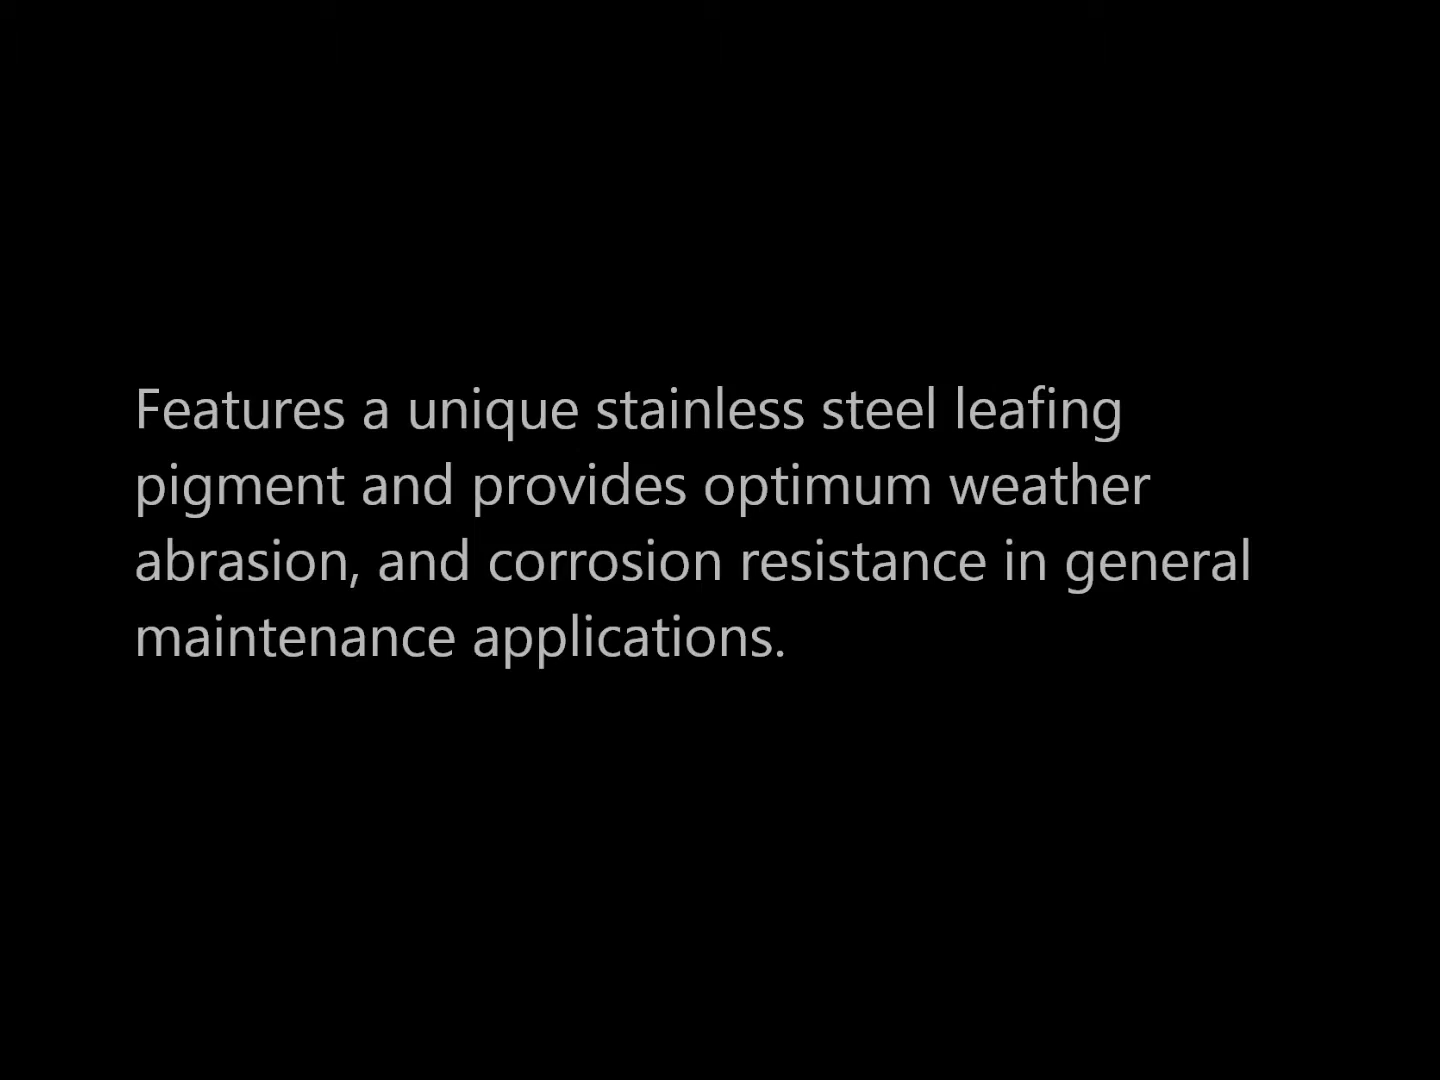 Features a unique stainless steel leafing
pigment and provides optimum weather
abrasion, and corrosion resistance in general
maintenance applications.